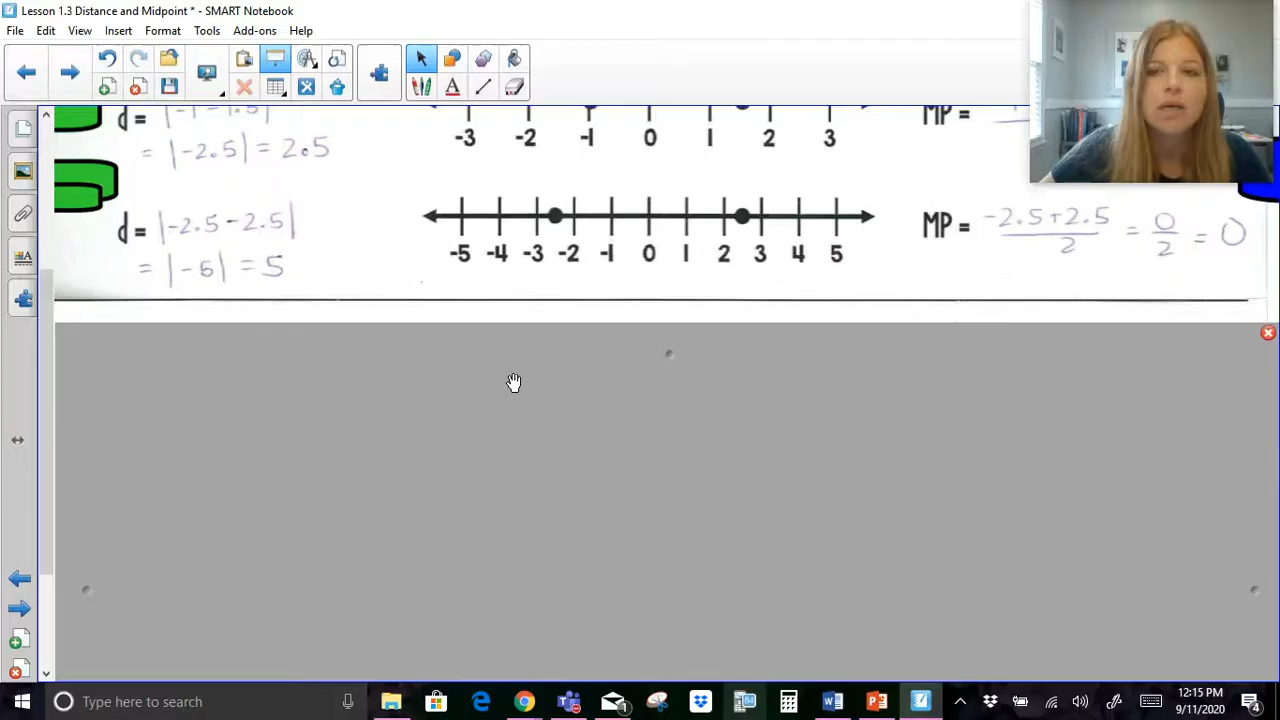 Lesson 1.3 Distance and Midpoint * - SMART Notebook
File Edit View Insert Format Tools Add-ons Help
d = |-1 - 1.5|
= |-2.5| = 2.5
-3 -2 -1 0 1 2 3
MP =
d = |-2.5 - 2.5|
= |-5| = 5
-5 -4 -3 -2 -1 0 1 2 3 4 5
MP = -2.5+2.5 / 2 = 0 / 2 = 0
Type here to search
12:15 PM
9/11/2020